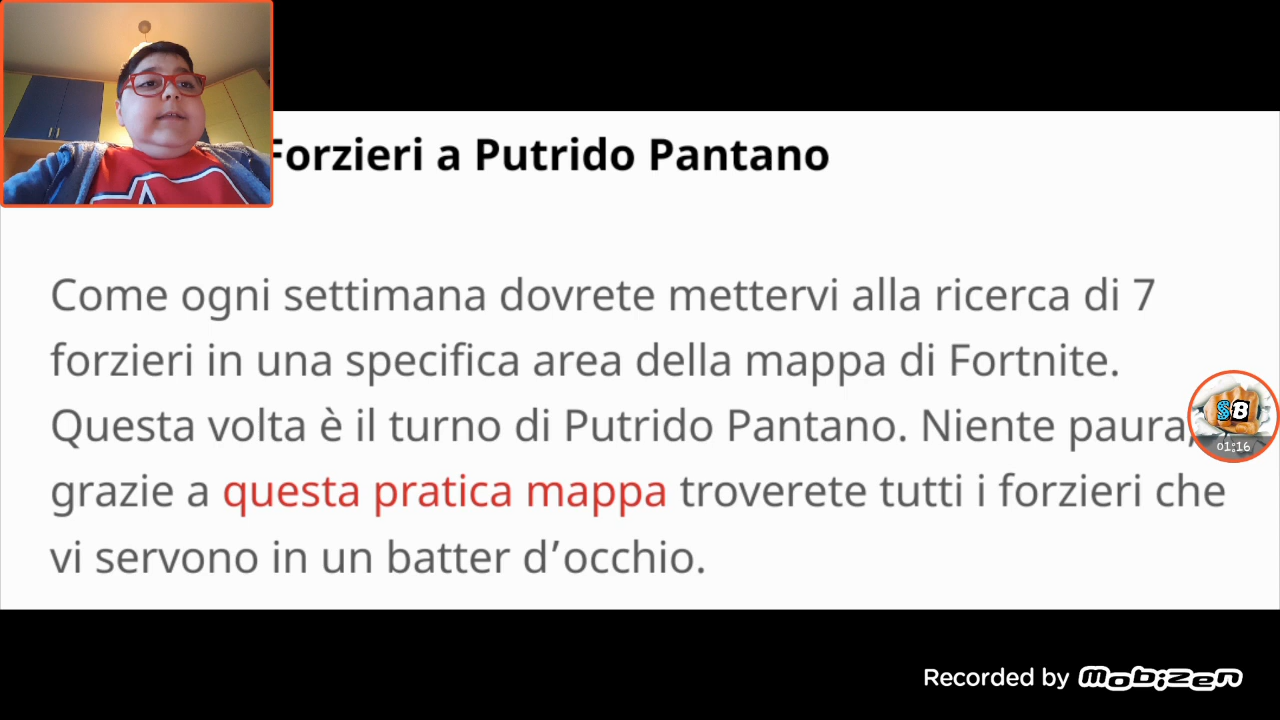 Forzieri a Putrido Pantano
Come ogni settimana dovrete mettervi alla ricerca di 7
forzieri in una specifica area della mappa di Fortnite.
Questa volta è il turno di Putrido Pantano. Niente paura,
SB
01:16
grazie a questa pratica mappa troverete tutti i forzieri che
vi servono in un batter d’occhio.
Recorded by Mobizen